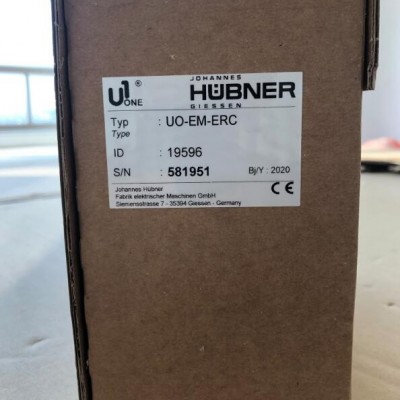 U1 ®
ONE
JOHANNES
HÜBNER
GIESSEN
Typ : UO-EM-ERC
Type
ID : 19596
S/N : 581951 Bj/Y : 2020
Johannes Hübner
Fabrik elektrischer Maschinen GmbH
Siemensstrasse 7 - 35394 Giessen - Germany
CE